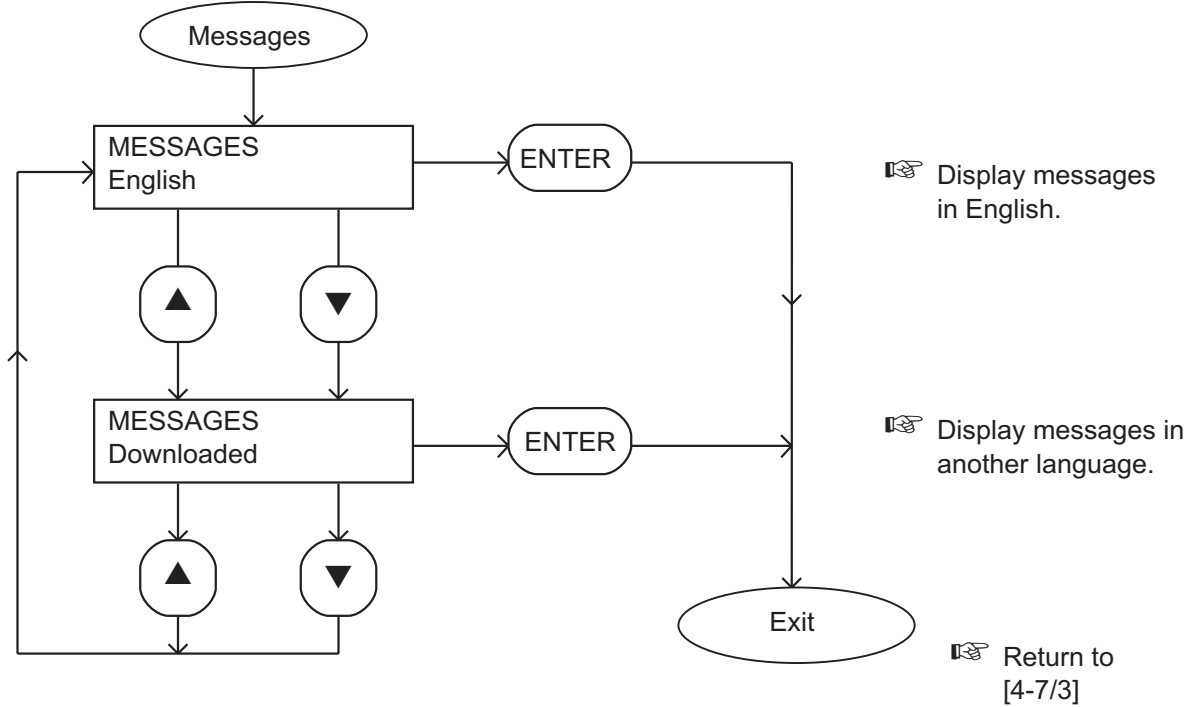 Messages
MESSAGES
English
ENTER
Display messages
in English.
MESSAGES
Downloaded
ENTER
Display messages in
another language.
Exit
Return to
[4-7/3]